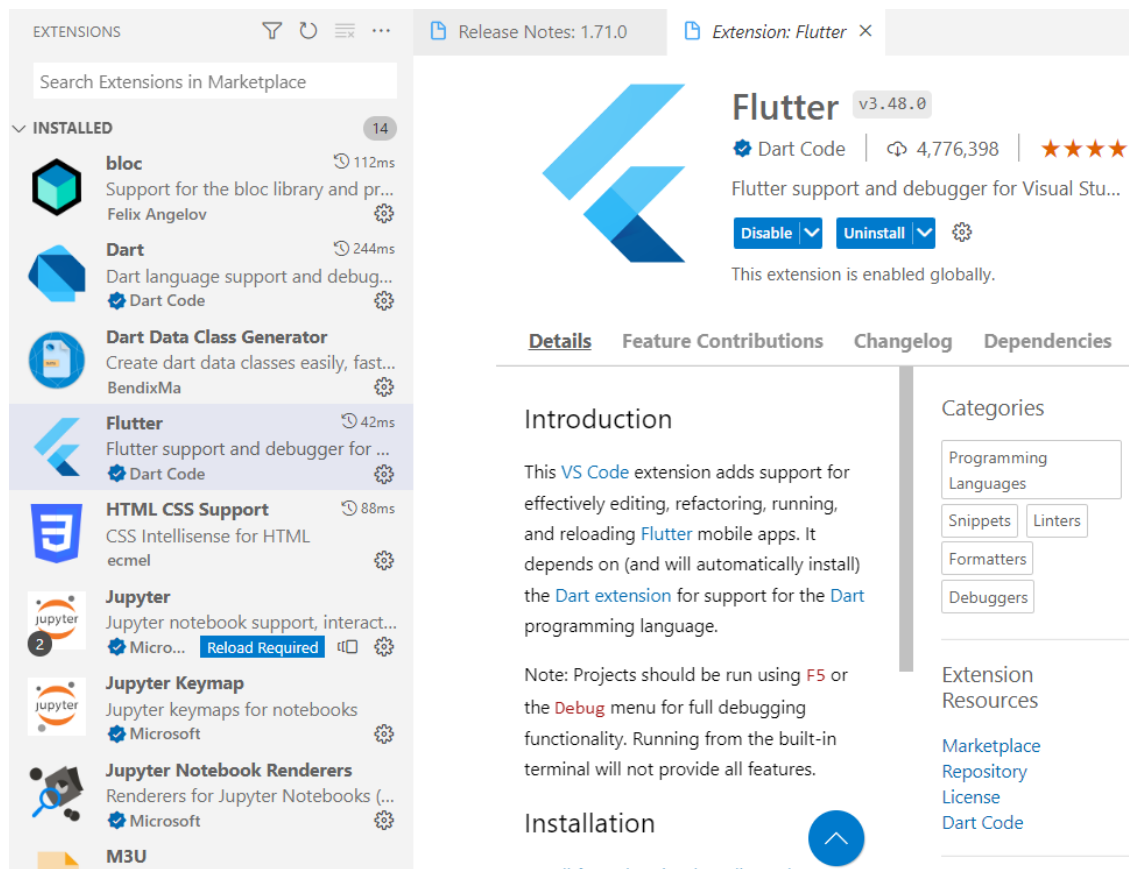 EXTENSIONS
Search Extensions in Marketplace
INSTALLED 14
bloc 112ms
Support for the bloc library and pr...
Felix Angelov
Dart 244ms
Dart language support and debug...
Dart Code
Dart Data Class Generator
Create dart data classes easily, fast...
BendixMa
Flutter 42ms
Flutter support and debugger for ...
Dart Code
HTML CSS Support 88ms
CSS Intellisense for HTML
ecmel
Jupyter
Jupyter notebook support, interact...
jupyter
2
Micro... Reload Required
Jupyter Keymap
Jupyter keymaps for notebooks
jupyter
Microsoft
Jupyter Notebook Renderers
Renderers for Jupyter Notebooks (...
Microsoft
M3U
Release Notes: 1.71.0
Extension: Flutter
Flutter v3.48.0
Dart Code 4,776,398
Flutter support and debugger for Visual Stu...
Disable Uninstall
This extension is enabled globally.
Details Feature Contributions Changelog Dependencies
Introduction
This VS Code extension adds support for
effectively editing, refactoring, running,
and reloading Flutter mobile apps. It
depends on (and will automatically install)
the Dart extension for support for the Dart
programming language.
Note: Projects should be run using F5 or
the Debug menu for full debugging
functionality. Running from the built-in
terminal will not provide all features.
Installation
Categories
Programming
Languages
Snippets Linters
Formatters
Debuggers
Extension
Resources
Marketplace
Repository
License
Dart Code